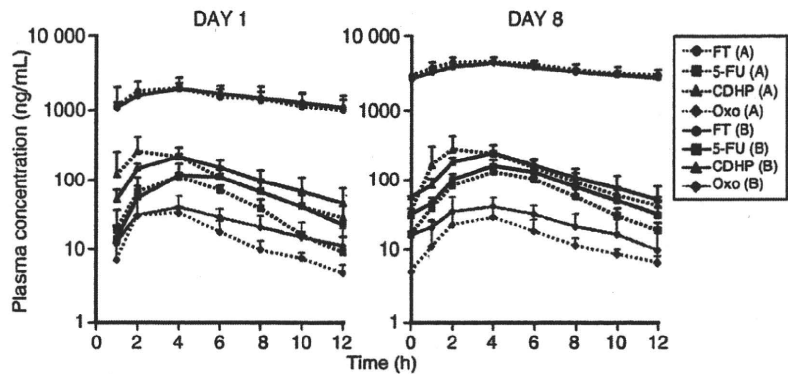 DAY 1
DAY 8
Plasma concentration (ng/mL)
10 000
1000
100
10
1
0 2 4 6 8 10 12
10 000
1000
100
10
1
0 2 4 6 8 10 12
Time (h)
FT (A)
5-FU (A)
CDHP (A)
Oxo (A)
FT (B)
5-FU (B)
CDHP (B)
Oxo (B)